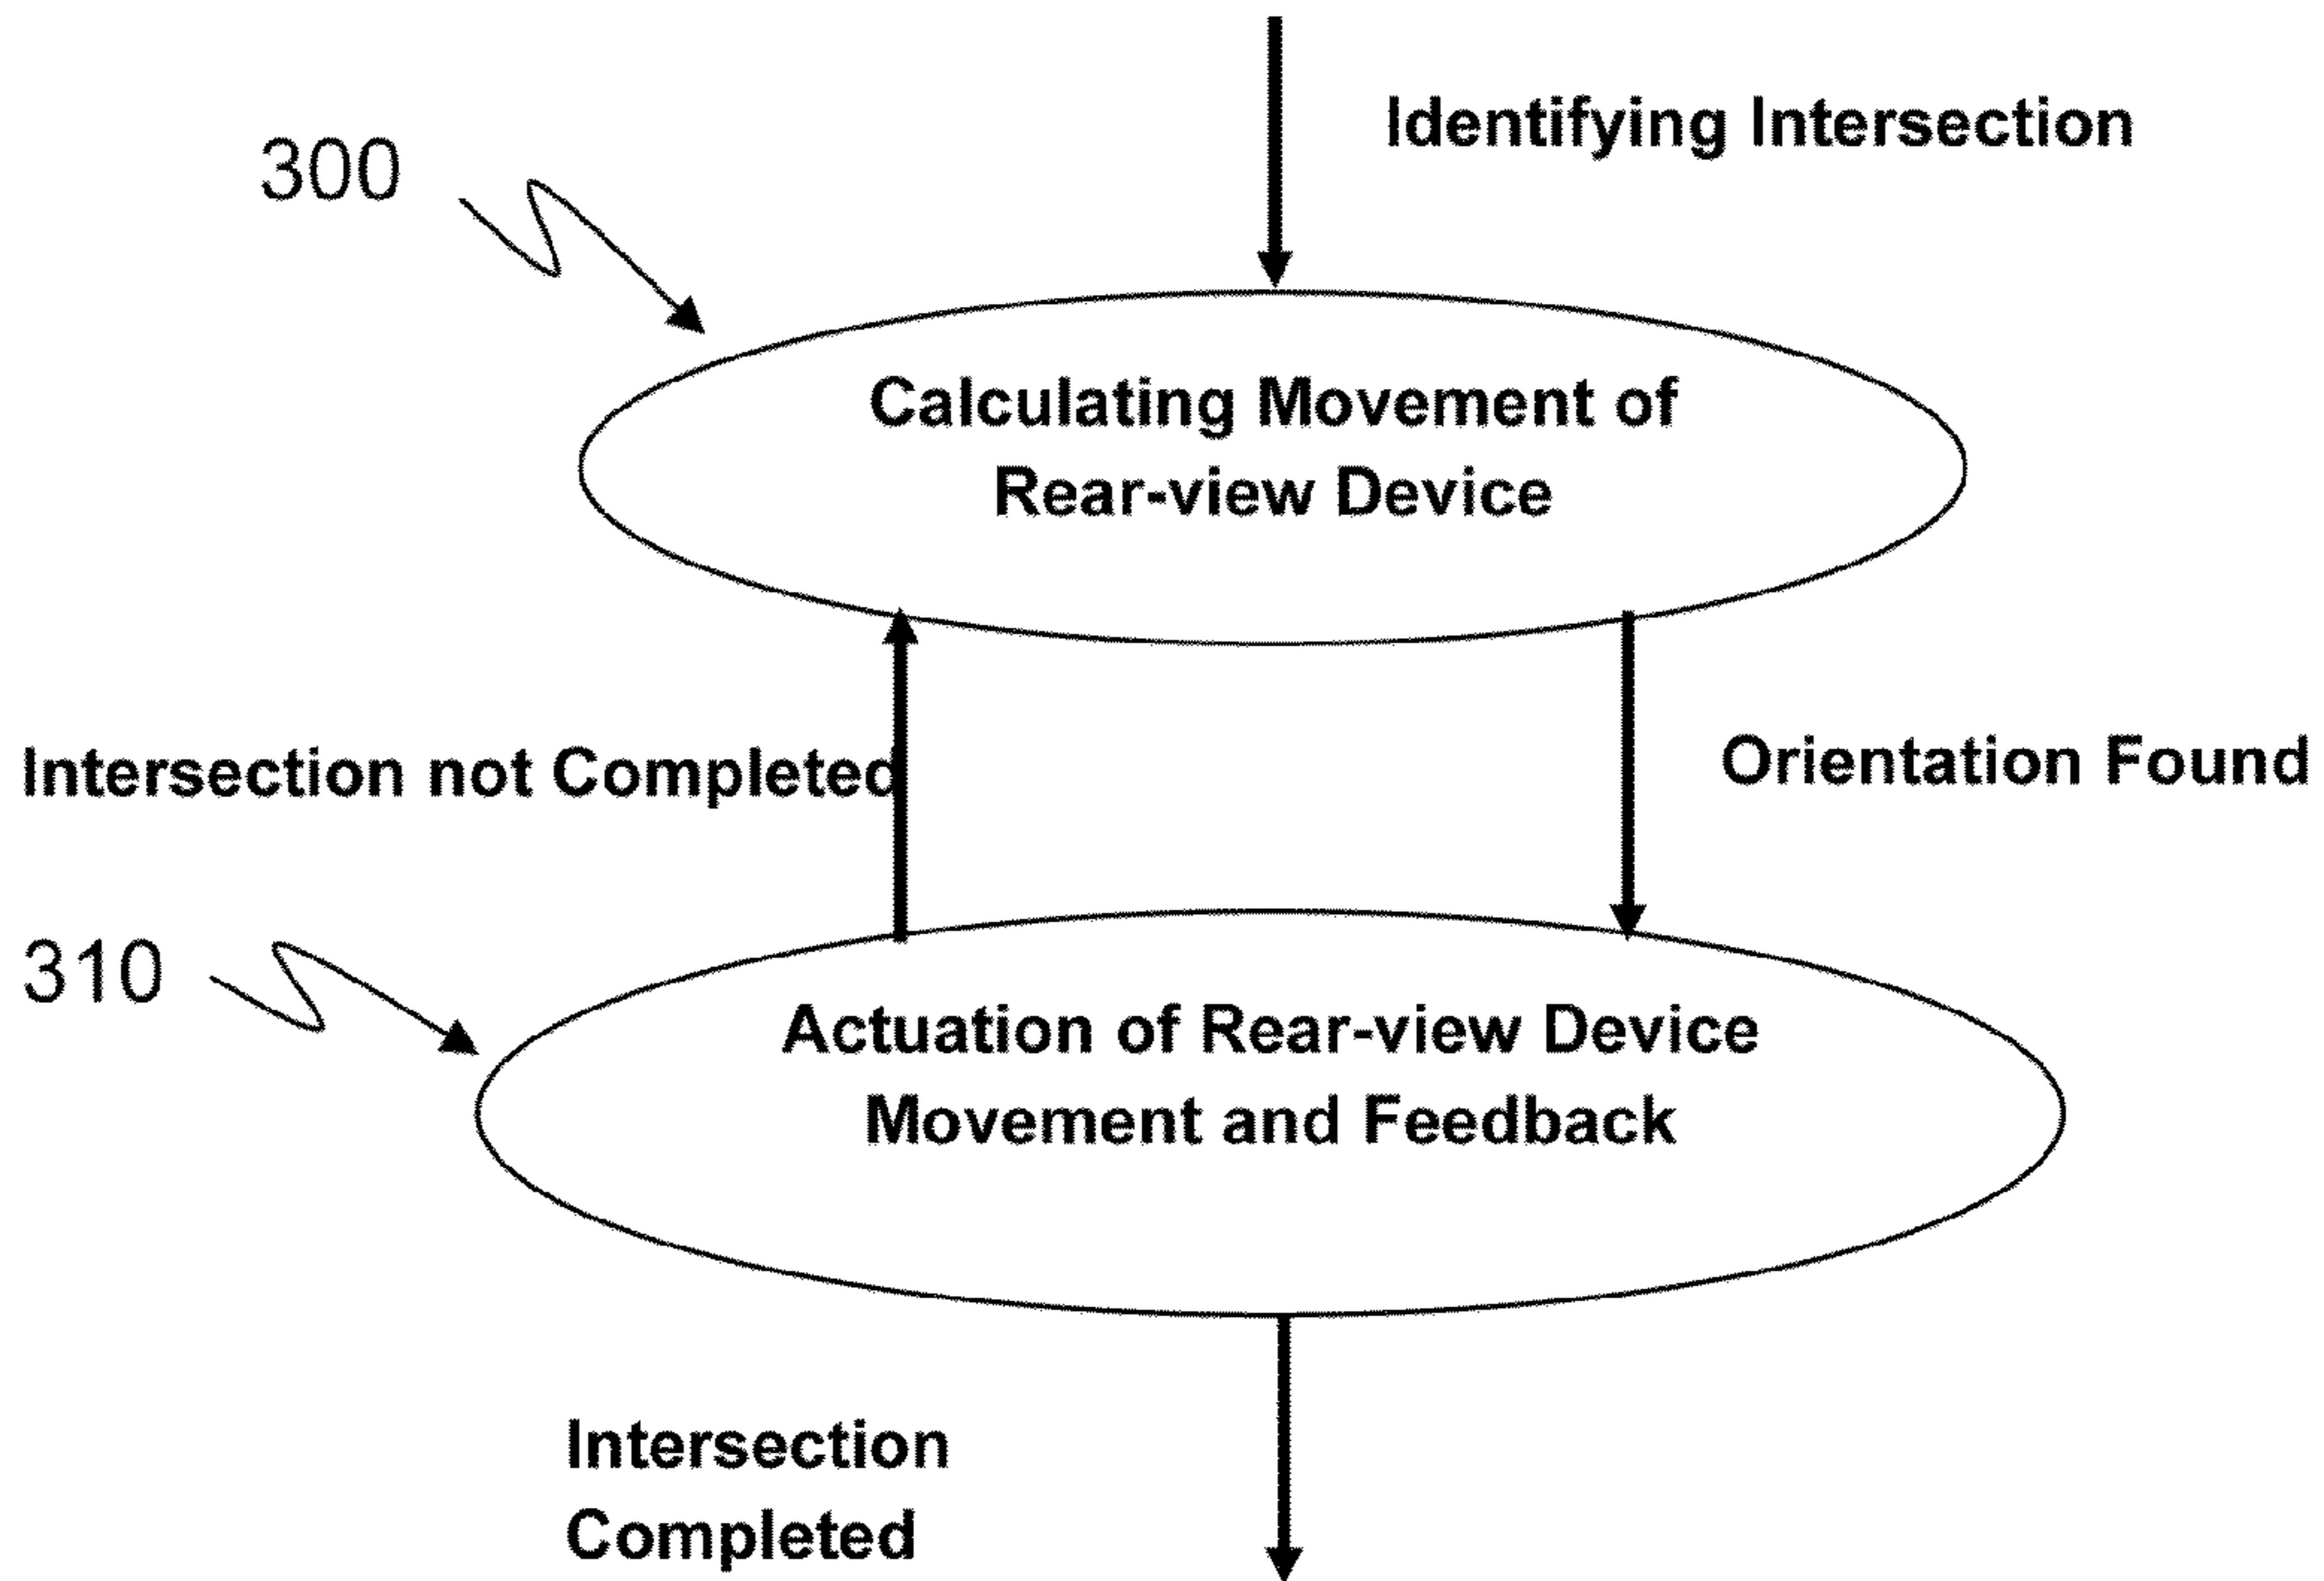 Identifying Intersection
300
Calculating Movement of
Rear-view Device
Intersection not Completed
Orientation Found
310
Actuation of Rear-view Device
Movement and Feedback
Intersection
Completed